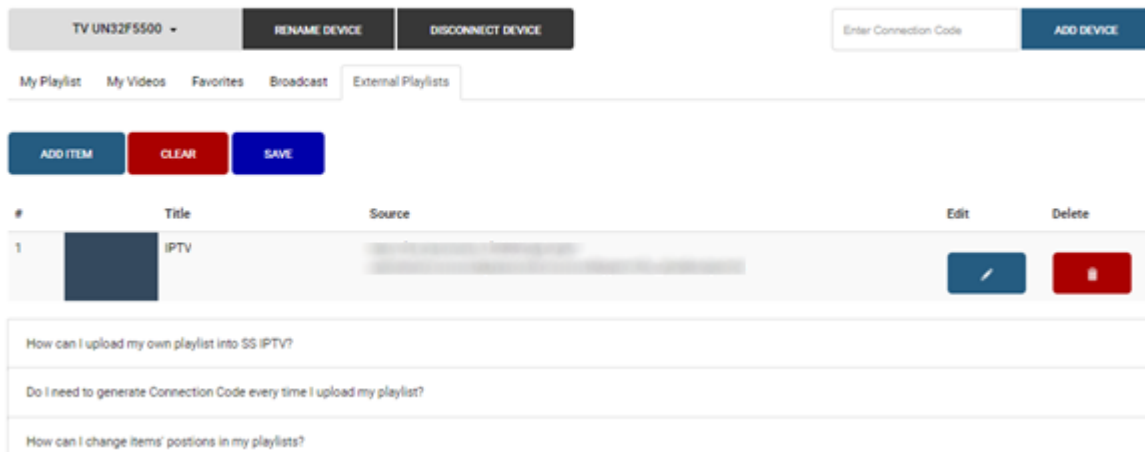 TV UN32F5500 RENAME DEVICE DISCONNECT DEVICE Enter Connection Code ADD DEVICE
My Playlist My Videos Favorites Broadcast External Playlists
ADD ITEM CLEAR SAVE
# Title Source Edit Delete
1 IPTV
How can I upload my own playlist into SS IPTV?
Do I need to generate Connection Code every time I upload my playlist?
How can I change items' postions in my playlists?